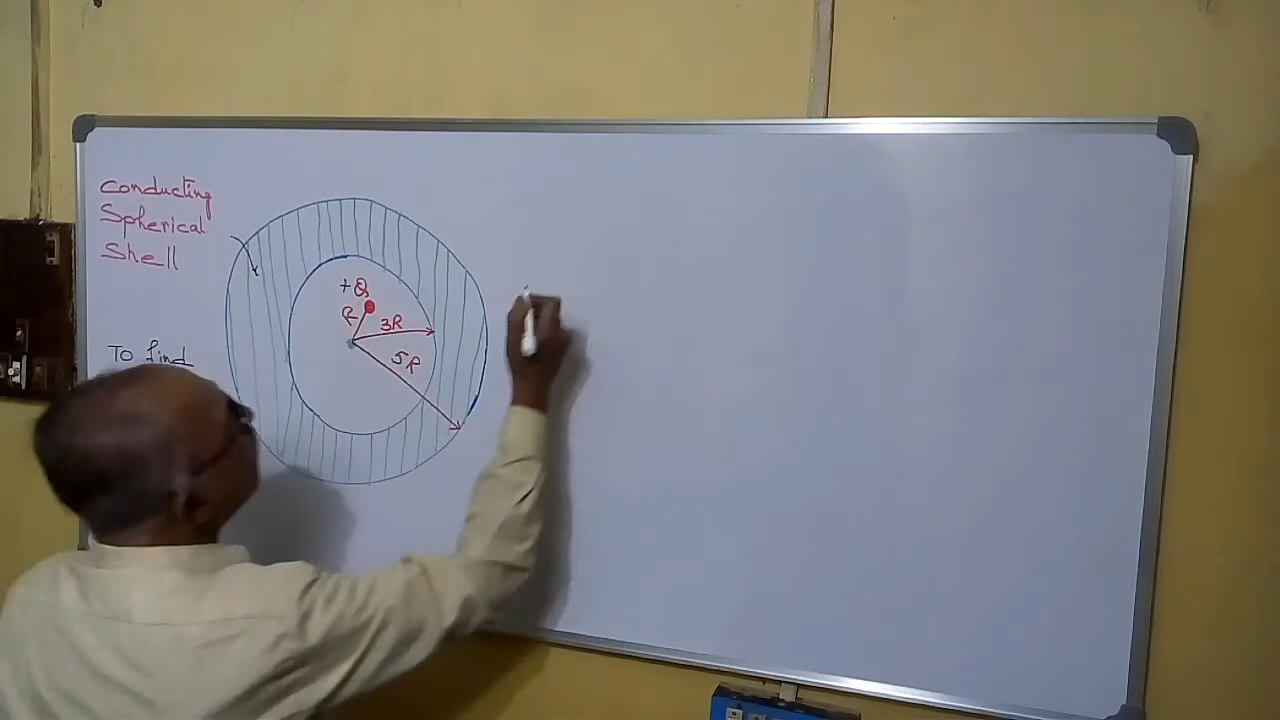 Conducting
Spherical
Shell
+Q
R
3R
5R
To find